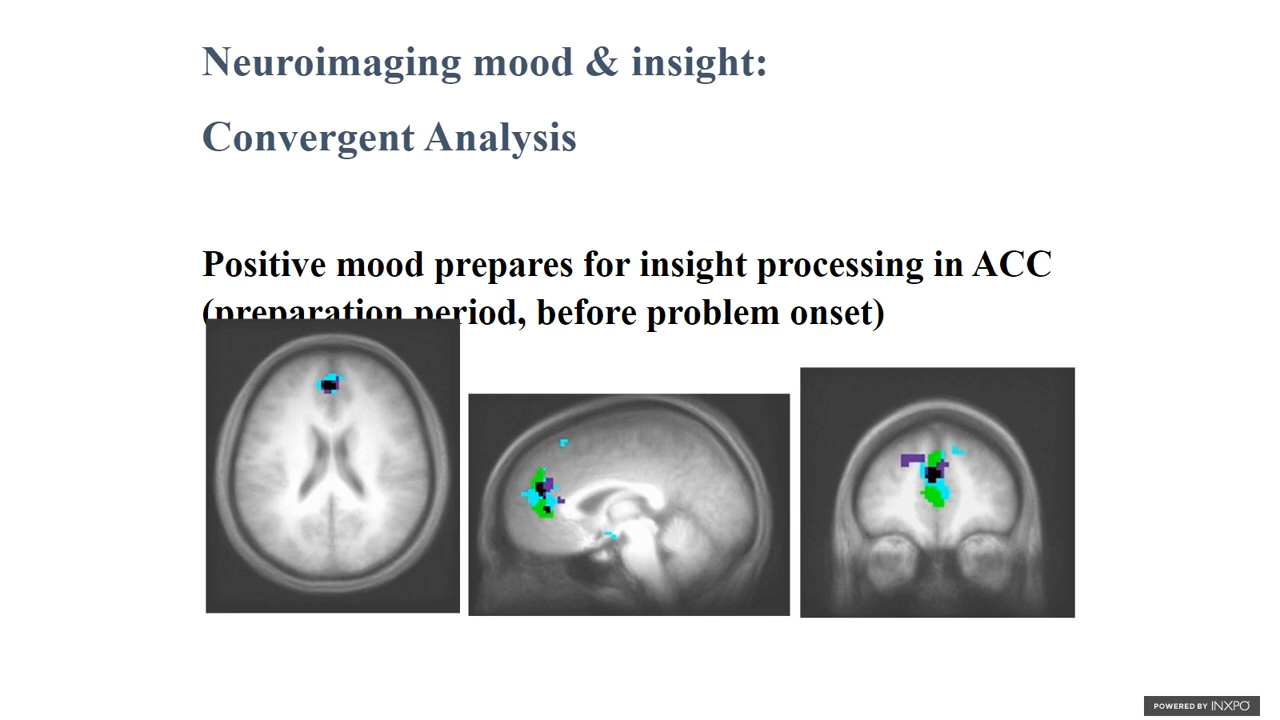 Neuroimaging mood & insight:
Convergent Analysis
Positive mood prepares for insight processing in ACC
(preparation period, before problem onset)
POWERED BY INXPO